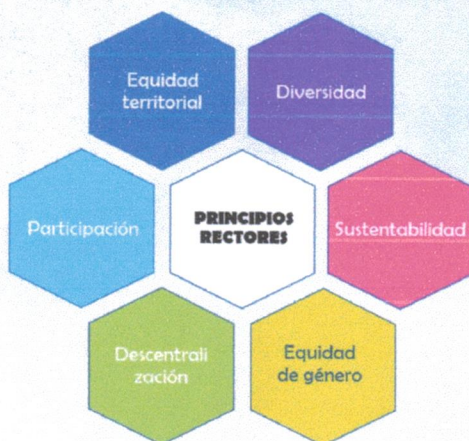 Equidad
territorial
Diversidad
Participación
PRINCIPIOS
RECTORES
Sustentabilidad
Descentrali
zación
Equidad
de género